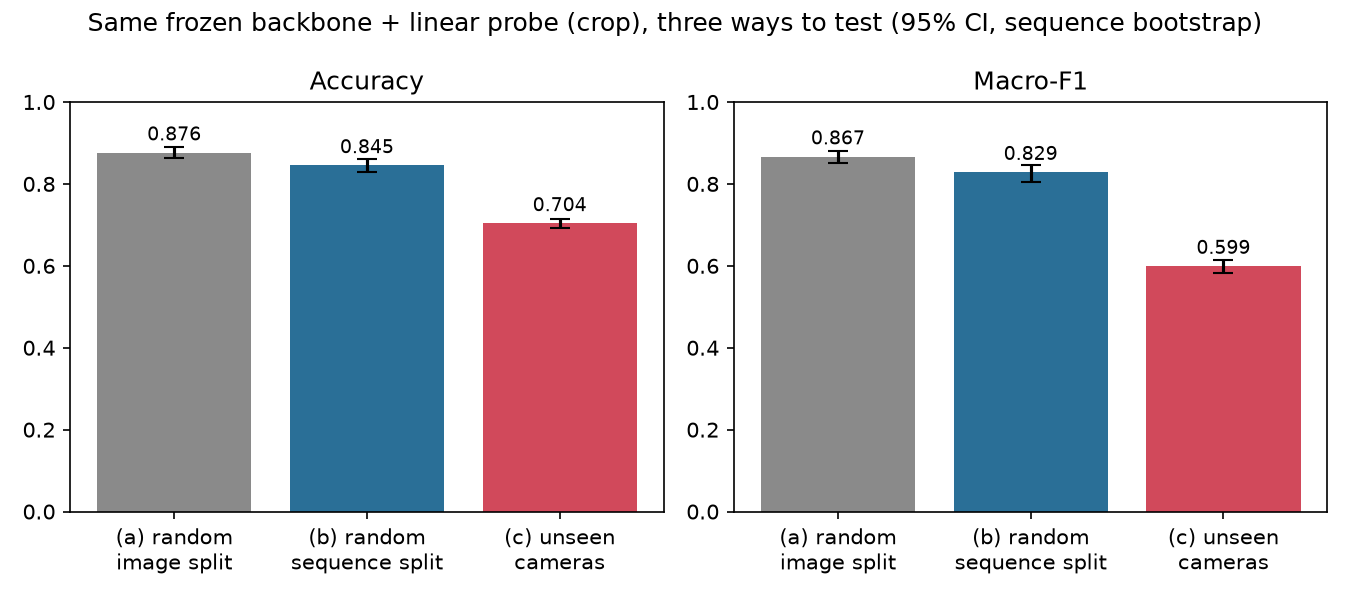 Same frozen backbone + linear probe (crop), three ways to test (95% CI, sequence bootstrap)
Accuracy
1.0
0.8
0.6
0.4
0.2
0.0
0.876
0.845
0.704
(a) random
image split
(b) random
sequence split
(c) unseen
cameras
Macro-F1
1.0
0.8
0.6
0.4
0.2
0.0
0.867
0.829
0.599
(a) random
image split
(b) random
sequence split
(c) unseen
cameras